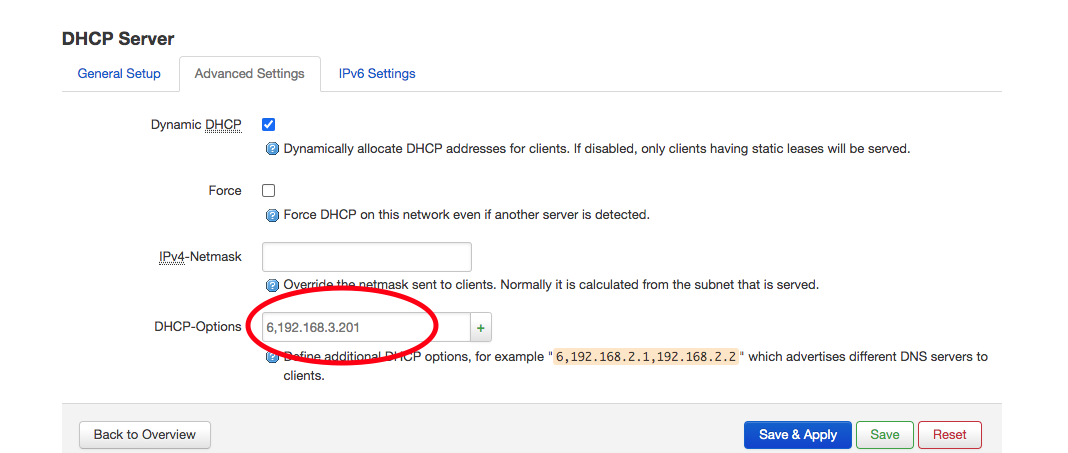 DHCP Server
General Setup Advanced Settings IPv6 Settings
Dynamic DHCP
Dynamically allocate DHCP addresses for clients. If disabled, only clients having static leases will be served.
Force
Force DHCP on this network even if another server is detected.
IPv4-Netmask
Override the netmask sent to clients. Normally it is calculated from the subnet that is served.
DHCP-Options 6,192.168.3.201 +
Define additional DHCP options, for example "6,192.168.2.1,192.168.2.2" which advertises different DNS servers to
clients.
Back to Overview Save & Apply Save Reset